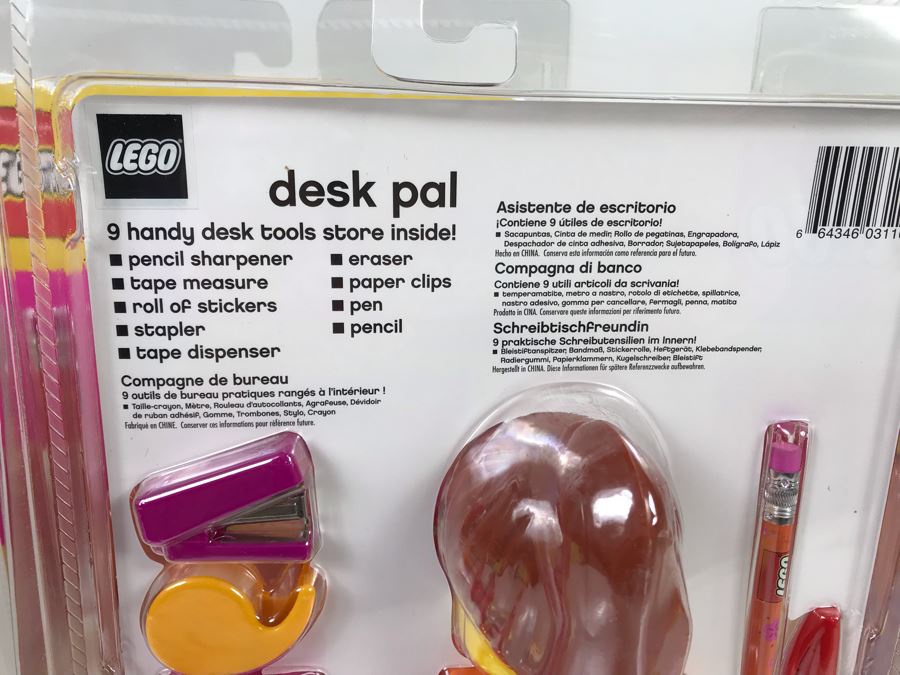 LEGO
desk pal
9 handy desk tools store inside!
■ pencil sharpener
■ tape measure
■ roll of stickers
■ stapler
■ tape dispenser
■ eraser
■ paper clips
■ pen
■ pencil
Compagne de bureau
9 outils de bureau pratiques rangés à l'intérieur !
■ Taille-crayon, Mètre, Rouleau d'autocollants, Agrafeuse, Dévidoir
de ruban adhésif, Gomme, Trombones, Stylo, Crayon
Fabriqué en CHINE. Conserver ces informations pour référence future.
Asistente de escritorio
¡Contiene 9 útiles de escritorio!
■ Sacapuntas, Cinta de medir, Rollo de pegatinas, Engrapadora,
Despachador de cinta adhesiva, Borrador, Sujetapapeles, Bolígrafo, Lápiz
Hecho en CHINA. Conserva esta información como referencia para el futuro.
Compagna di banco
Contiene 9 utili articoli da scrivania!
■ temperamatite, metro a nastro, rotolo di etichette, spillatrice,
nastro adesivo, gomma per cancellare, fermagli, penna, matita
Prodotto in CINA. Conservare queste informazioni per riferimento futuro.
Schreibtischfreundin
9 praktische Schreibutensilien im Innern!
■ Bleistiftanspitzer, Bandmaß, Stickerrolle, Heftgerät, Klebebandspender,
Radiergummi, Papierklammern, Kugelschreiber, Bleistift
Hergestellt in CHINA. Diese Informationen für spätere Referenzzwecke aufbewahren.
6 64346 0311
LEGO